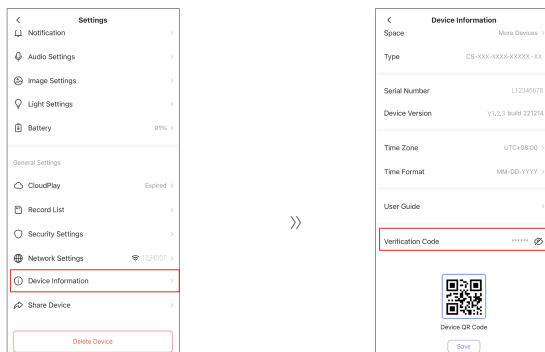 Settings
Notification
Audio Settings
Image Settings
Light Settings
Battery 91%
General Settings
CloudPlay Expired
Record List
Security Settings
Network Settings 1234567
Device Information
Share Device
Delete Device
Device Information
Space More Devices
Type CS-XXX-XXXX-XXXXX-XX
Serial Number L12345678
Device Version V1.2.3 build 221214
Time Zone UTC+08:00
Time Format MM-DD-YYYY
User Guide
Verification Code ******
Device QR Code
Save